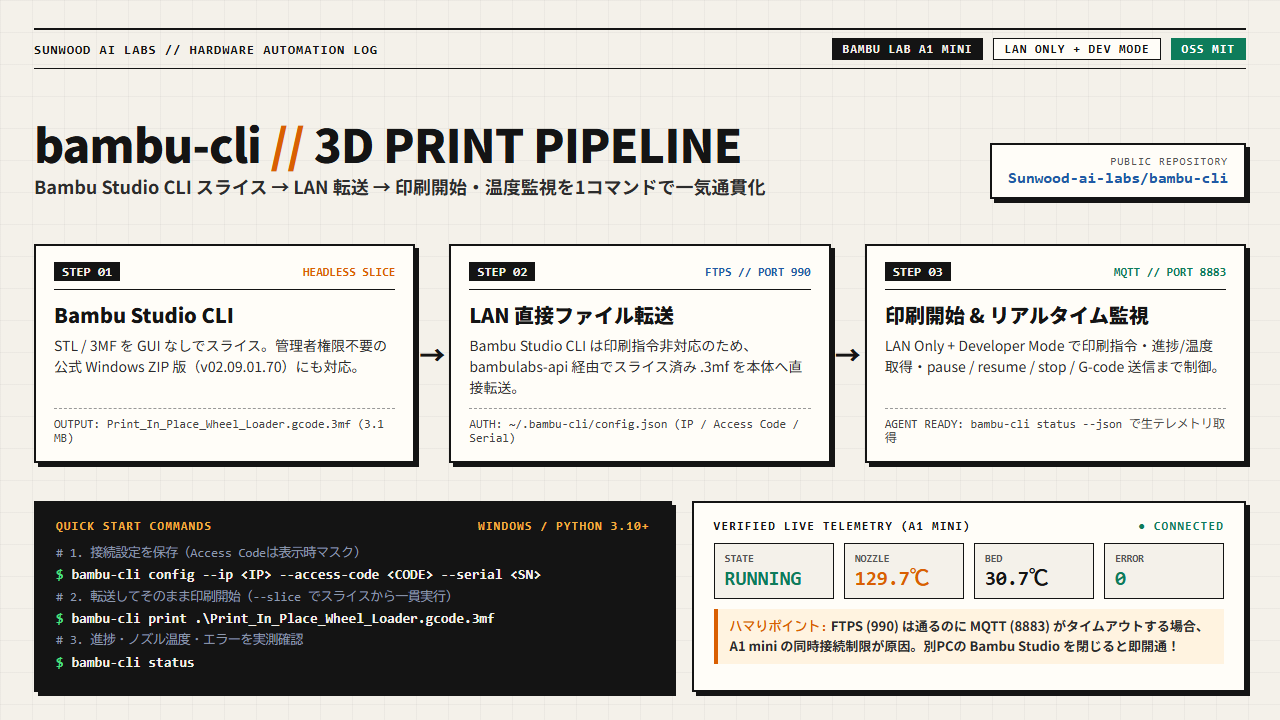 SUNWOOD AI LABS // HARDWARE AUTOMATION LOG
BAMBU LAB A1 MINI
LAN ONLY + DEV MODE
OSS MIT
bambu-cli // 3D PRINT PIPELINE
Bambu Studio CLI スライス → LAN 転送 → 印刷開始・温度監視を1コマンドで一気通貫化
PUBLIC REPOSITORY
Sunwood-ai-labs/bambu-cli
STEP 01
HEADLESS SLICE
Bambu Studio CLI
STL / 3MF を GUI なしでスライス。管理者権限不要の
公式 Windows ZIP 版（v02.09.01.70）にも対応。
OUTPUT: Print_In_Place_Wheel_Loader.gcode.3mf (3.1
MB)
→
STEP 02
FTPS // PORT 990
LAN 直接ファイル転送
Bambu Studio CLI は印刷指令非対応のため、
bambulabs-api 経由でスライス済み .3mf を本体へ直
接転送。
AUTH: ~/.bambu-cli/config.json (IP / Access Code /
Serial)
→
STEP 03
MQTT // PORT 8883
印刷開始 & リアルタイム監視
LAN Only + Developer Mode で印刷指令・進捗/温度
取得・pause / resume / stop / G-code 送信まで制御。
AGENT READY: bambu-cli status --json で生テレメトリ取
得
QUICK START COMMANDS
WINDOWS / PYTHON 3.10+
# 1. 接続設定を保存（Access Codeは表示時マスク）
$ bambu-cli config --ip <IP> --access-code <CODE> --serial <SN>
# 2. 転送してそのまま印刷開始（--slice でスライスから一貫実行）
$ bambu-cli print .\Print_In_Place_Wheel_Loader.gcode.3mf
# 3. 進捗・ノズル温度・エラーを実測確認
$ bambu-cli status
VERIFIED LIVE TELEMETRY (A1 MINI)
● CONNECTED
STATE
RUNNING
NOZZLE
129.7℃
BED
30.7℃
ERROR
0
ハマりポイント: FTPS (990) は通るのに MQTT (8883) がタイムアウトする場合、
A1 mini の同時接続制限が原因。別PCの Bambu Studio を閉じると即開通！